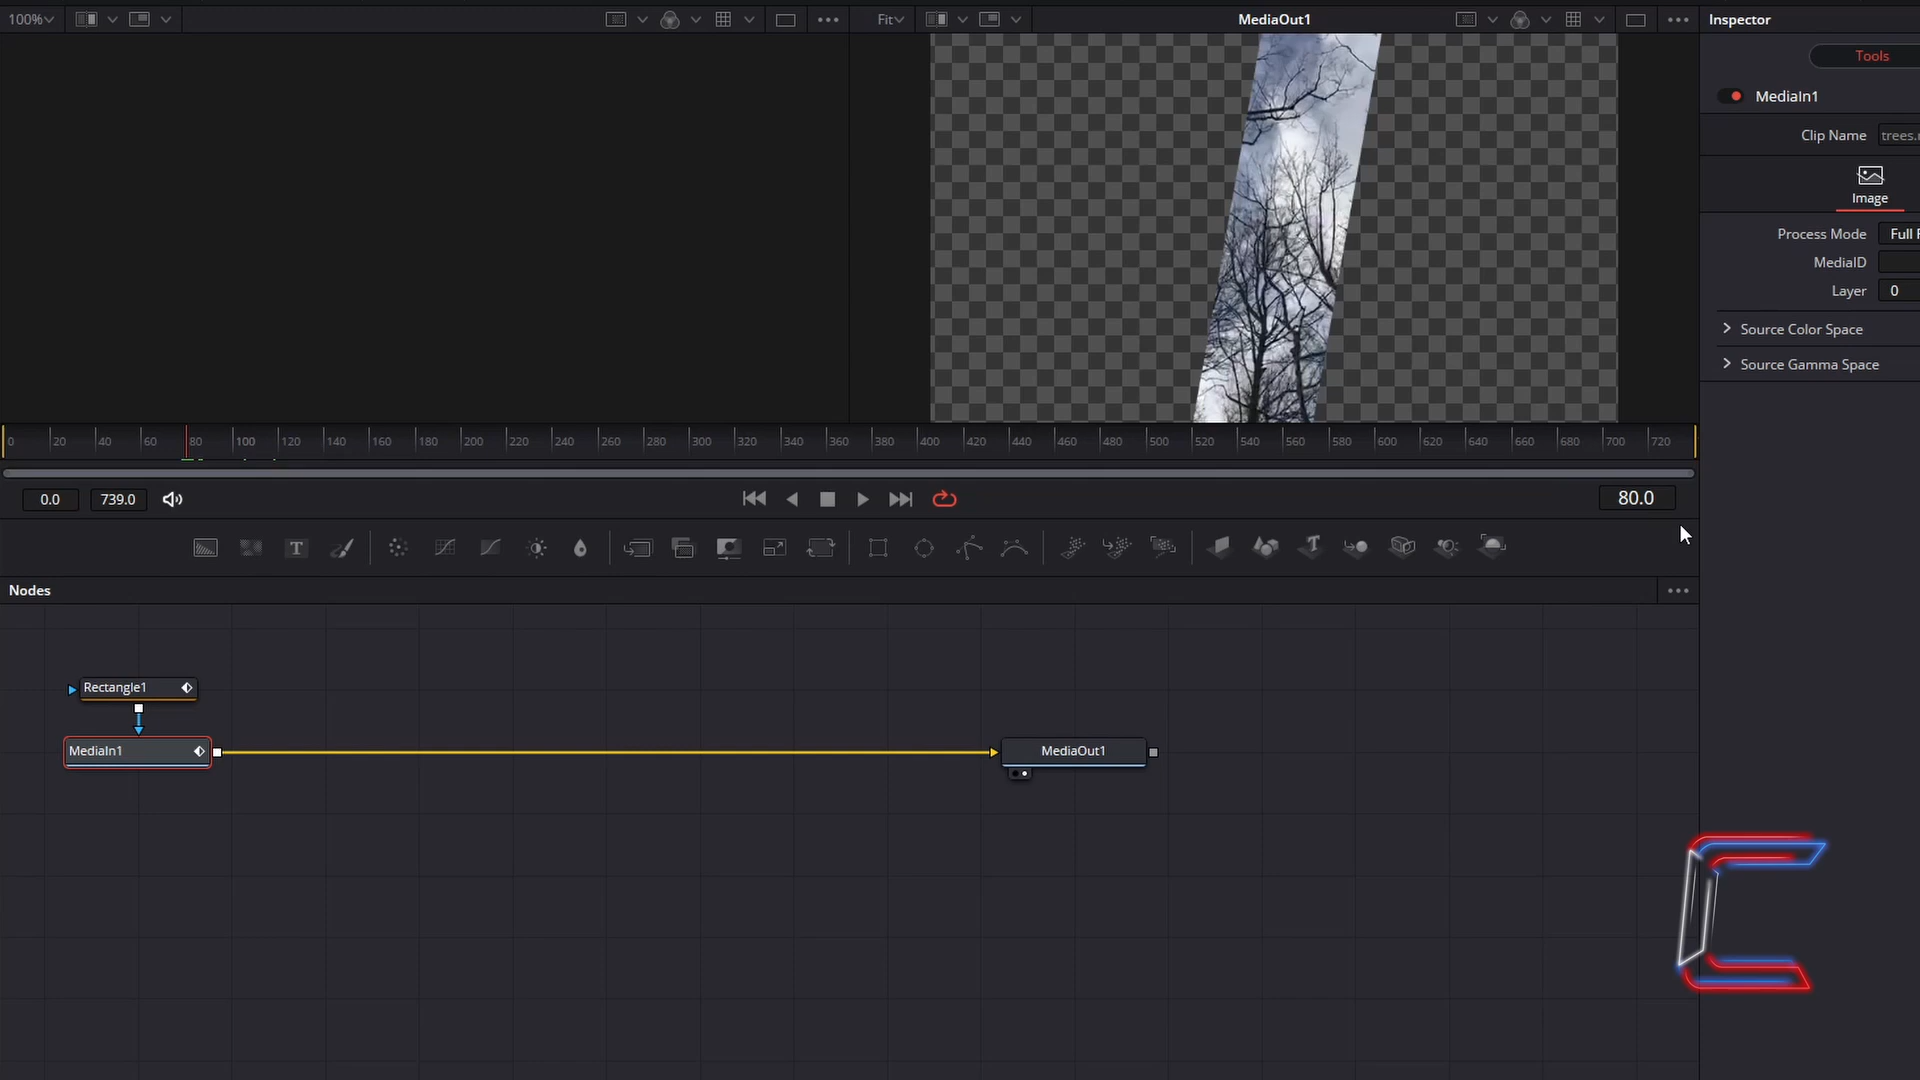 100%
Fit
MediaOut1
Inspector
Tools
MediaIn1
Clip Name
trees.
Image
Process Mode
Full
MediaID
Layer
0
Source Color Space
Source Gamma Space
0 20 40 60 80 100 120 140 160 180 200 220 240 260 280 300 320 340 360 380 400 420 440 460 480 500 520 540 560 580 600 620 640 660 680 700 720
0.0
739.0
80.0
Nodes
Rectangle1
MediaIn1
MediaOut1